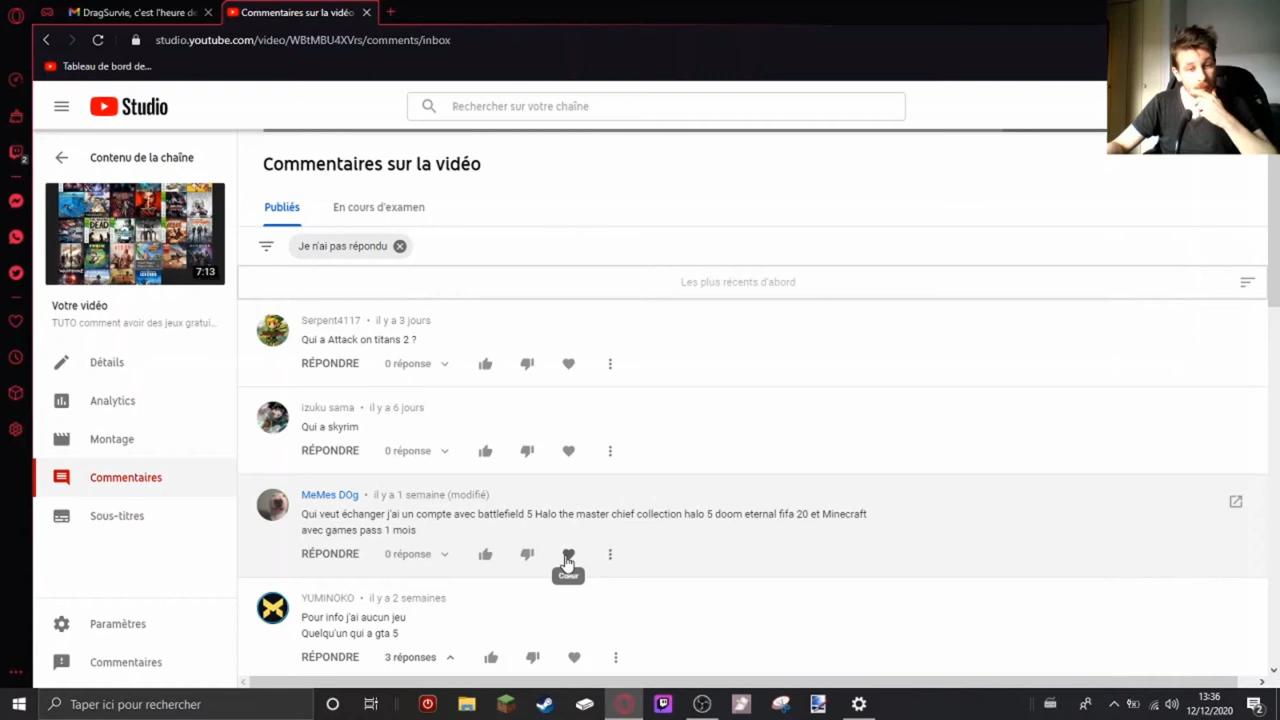 DragSurvie, c'est l'heure de
Commentaires sur la vidéo
studio.youtube.com/video/WBtMBU4XVrs/comments/inbox
Tableau de bord de...
Studio
Rechercher sur votre chaîne
Contenu de la chaîne
7:13
Votre vidéo
TUTO comment avoir des jeux gratui...
Détails
Analytics
Montage
Commentaires
Sous-titres
Paramètres
Commentaires
Commentaires sur la vidéo
Publiés
En cours d'examen
Je n'ai pas répondu
Les plus récents d'abord
Serpent4117 • il y a 3 jours
Qui a Attack on titans 2 ?
RÉPONDRE 0 réponse
izuku sama • il y a 6 jours
Qui a skyrim
RÉPONDRE 0 réponse
MeMes DOg • il y a 1 semaine (modifié)
Qui veut échanger j'ai un compte avec battlefield 5 Halo the master chief collection halo 5 doom eternal fifa 20 et Minecraft
avec games pass 1 mois
RÉPONDRE 0 réponse
Cœur
YUMINOKO • il y a 2 semaines
Pour info j'ai aucun jeu
Quelqu'un qui a gta 5
RÉPONDRE 3 réponses
2
Taper ici pour rechercher
13:36
12/12/2020
2